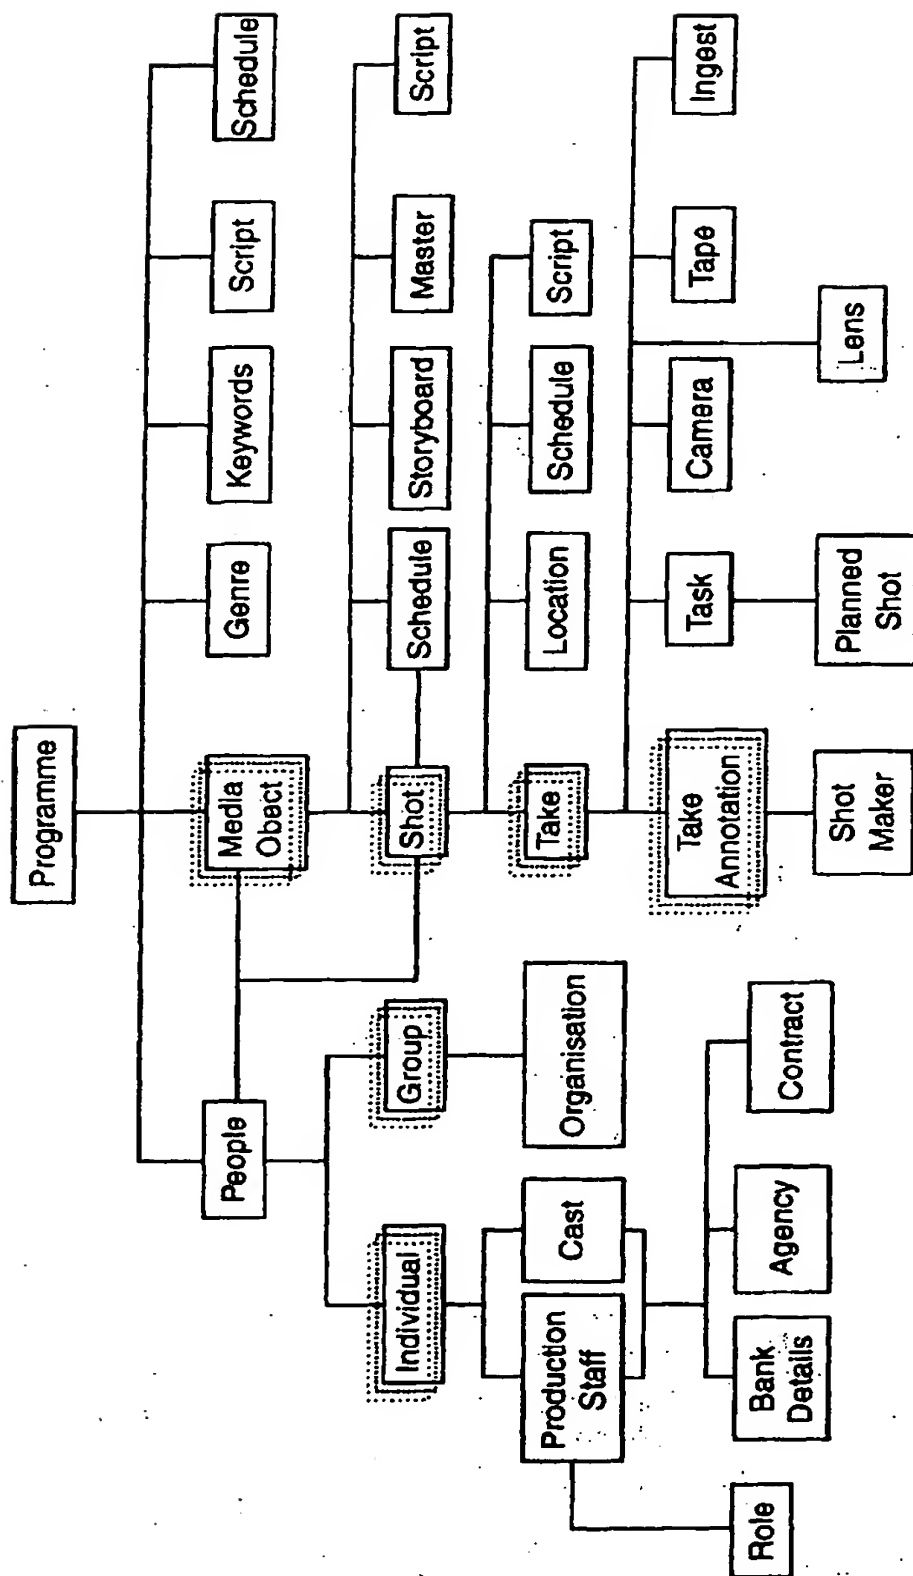 Programme
People
Media
Obect
Genre
Keywords
Script
Schedule
Individual
Group
Shot
Schedule
Storyboard
Master
Script
Production
Staff
Cast
Organisation
Take
Location
Schedule
Script
Role
Bank
Details
Agency
Contract
Take
Annotation
Task
Camera
Tape
Ingest
Shot
Maker
Planned
Shot
Lens